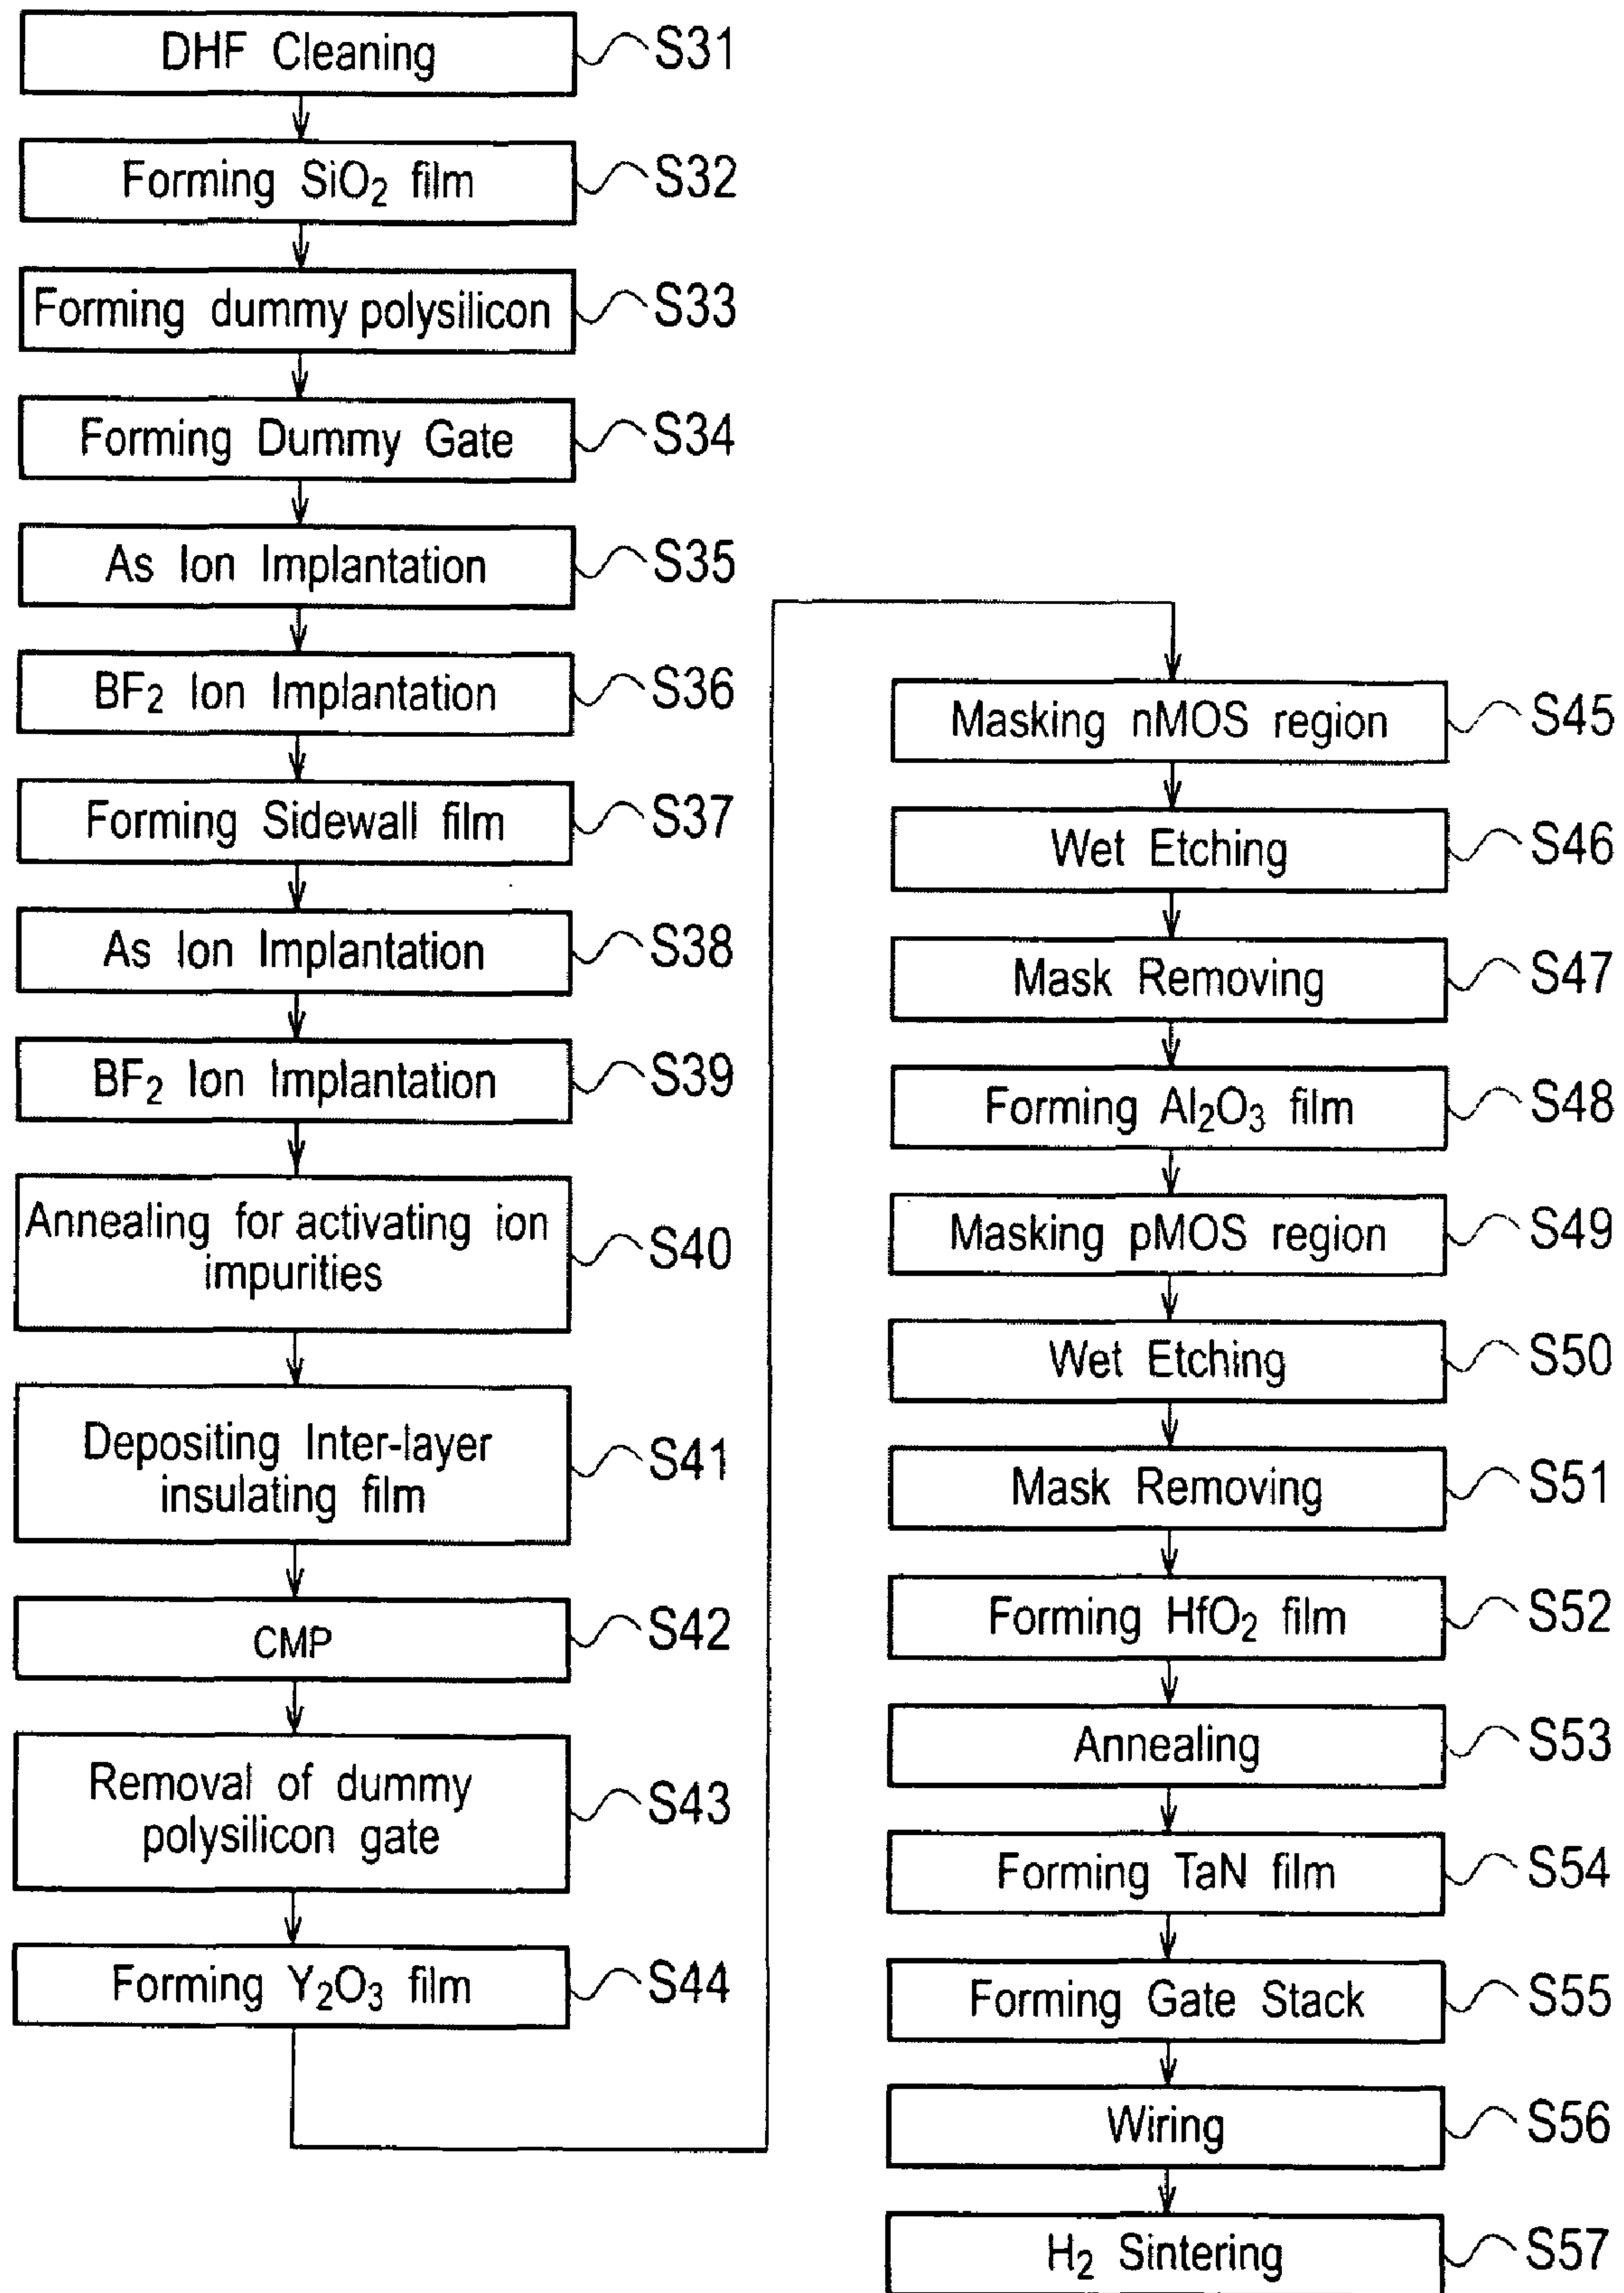 DHF Cleaning S31
Forming SiO₂ film S32
Forming dummy polysilicon S33
Forming Dummy Gate S34
As Ion Implantation S35
BF₂ Ion Implantation S36
Forming Sidewall film S37
As Ion Implantation S38
BF₂ Ion Implantation S39
Annealing for activating ion
impurities S40
Depositing Inter-layer
insulating film S41
CMP S42
Removal of dummy
polysilicon gate S43
Forming Y₂O₃ film S44
Masking nMOS region S45
Wet Etching S46
Mask Removing S47
Forming Al₂O₃ film S48
Masking pMOS region S49
Wet Etching S50
Mask Removing S51
Forming HfO₂ film S52
Annealing S53
Forming TaN film S54
Forming Gate Stack S55
Wiring S56
H₂ Sintering S57